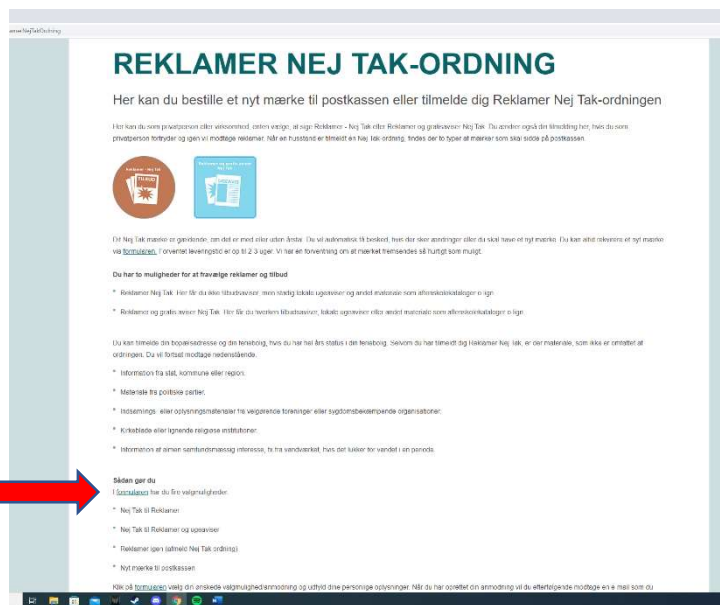 REKLAMER NEJ TAK-ORDNING
Her kan du bestille et nyt mærke til postkassen eller tilmelde dig Reklamer Nej Tak-ordningen
Her kan du som privatperson eller virksomhed, enten vælge, at sige Reklamer - Nej Tak eller Reklamer og gratisaviser Nej Tak. Du ændrer også din tilmelding her, hvis du som
privatperson fortryder og igen vil modtage reklamer. Når en husstand er tilmeldt en Nej Tak-ordning, findes der to typer af mærker som skal sidde på postkassen.
Reklamer - Nej Tak
TILBUD
Reklamer og gratis aviser
Nej Tak
Dit Nej Tak mærke er gældende, om det er med eller uden årstal. Du vil automatisk få besked, hvis der sker ændringer eller du skal have et nyt mærke. Du kan altid rekvirere et nyt mærke
via formularen. Forventet leveringstid er op til 2-3 uger. Vi har en forventning om at mærket fremsendes så hurtigt som muligt.
Du har to muligheder for at fravælge reklamer og tilbud
* Reklamer Nej Tak. Her får du ikke tilbudsaviser, men stadig lokale ugeaviser og andet materiale som aftenskolekataloger o.lign.
* Reklamer og gratis aviser Nej Tak. Her får du hverken tilbudsaviser, lokale ugeaviser eller andet materiale som aftenskolekataloger o.lign.
Du kan tilmelde din bopælsadresse og din feriebolig, hvis du har hel års status i din feriebolig. Selvom du har tilmeldt dig Reklamer Nej Tak, er der materiale, som ikke er omfattet af
ordningen. Du vil fortsat modtage nedenstående.
* Information fra stat, kommune eller region.
* Materiale fra politiske partier.
* Indsamlings- eller oplysningsmaterialer fra velgørende foreninger eller sygdomsbekæmpende organisationer.
* Kirkeblade eller lignende religiøse institutioner.
* Information af almen samfundsmæssig interesse, fx fra vandværket, hvis det lukker for vandet i en periode.
Sådan gør du
I formularen har du fire valgmuligheder
* Nej Tak til Reklamer
* Nej Tak til Reklamer og ugeaviser
* Reklamer igen (afmeld Nej Tak ordning)
* Nyt mærke til postkassen
Klik på formularen vælg din ønskede valgmulighed/anmodning og udfyld dine personlige oplysninger. Når du har oprettet din anmodning vil du efterfølgende modtage en e-mail som du